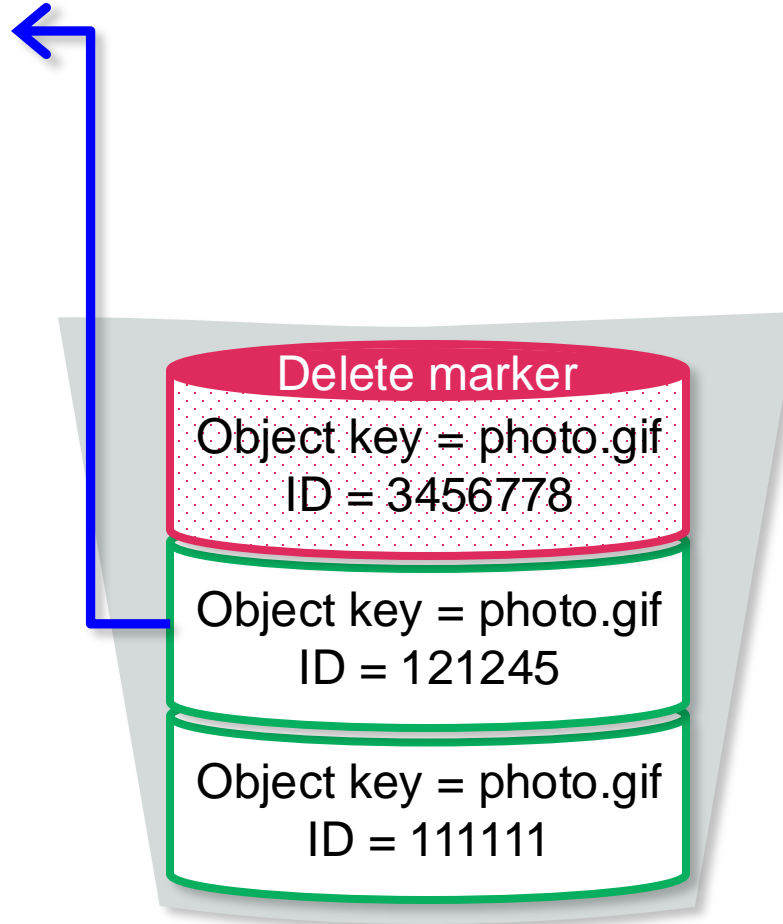 Delete marker
Object key = photo.gif
ID = 3456778
Object key = photo.gif
ID = 121245
Object key = photo.gif
ID = 111111